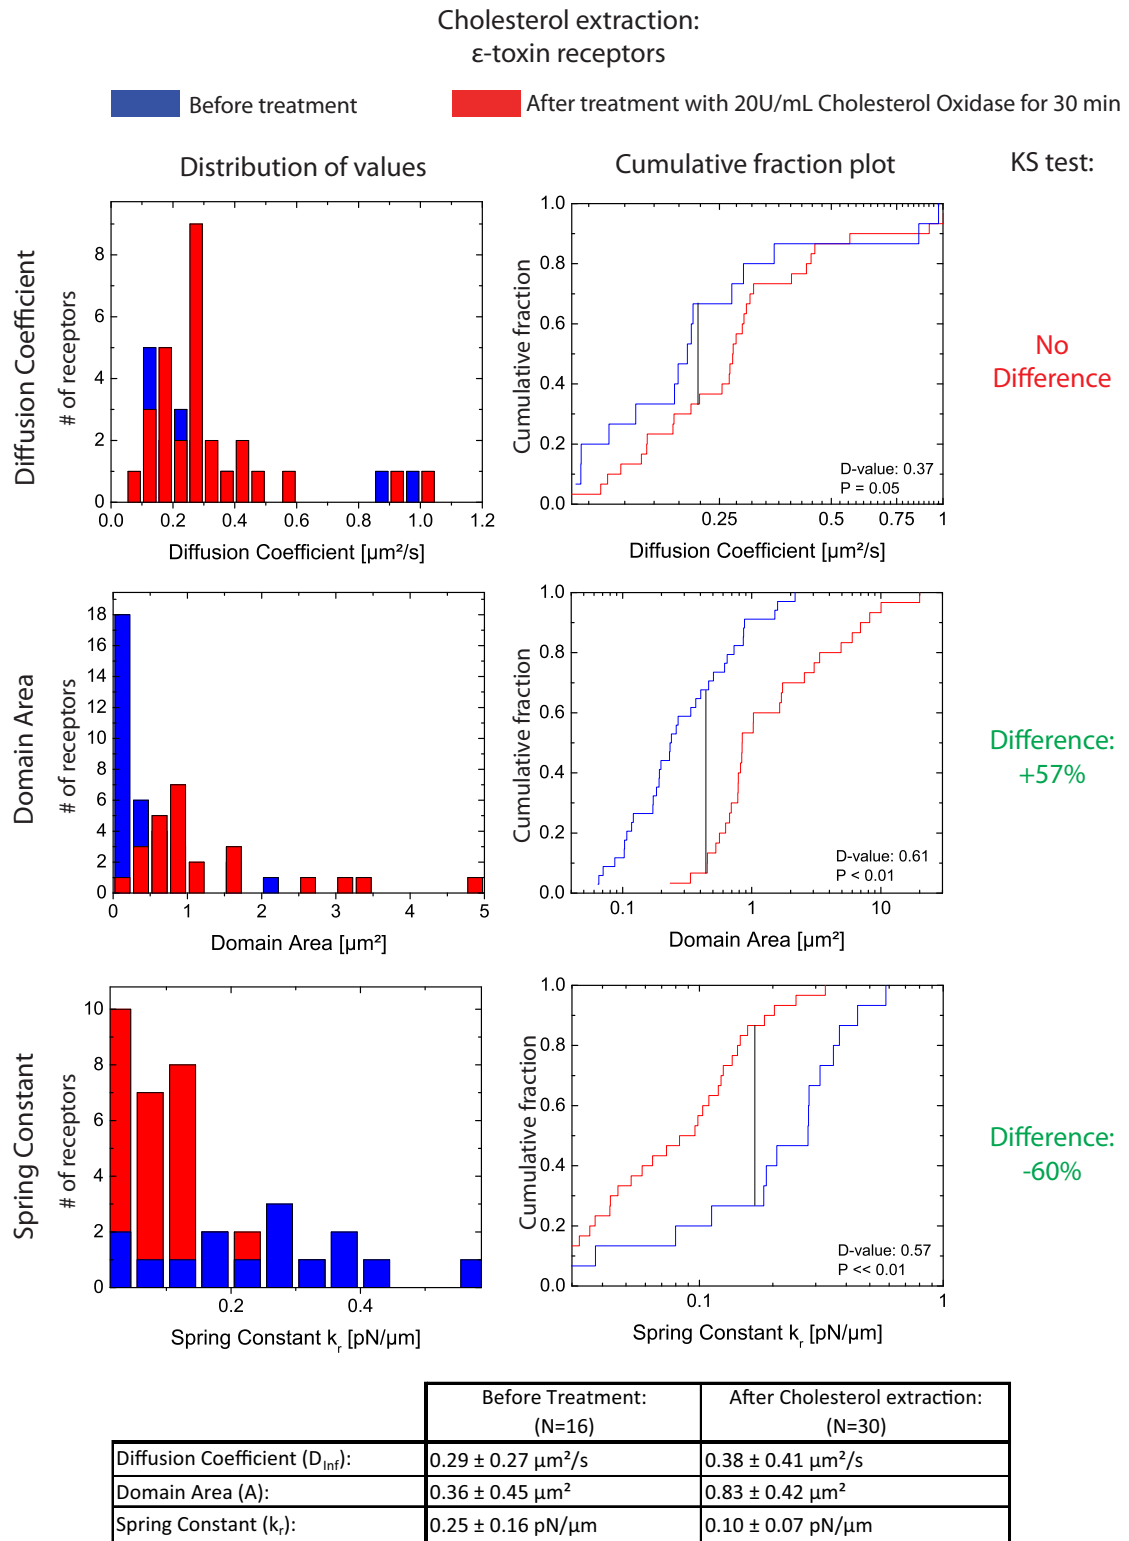 Cholesterol extraction:
ε-toxin receptors
Before treatment
After treatment with 20U/mL Cholesterol Oxidase for 30 min
Distribution of values
Cumulative fraction plot
KS test:
Diffusion Coefficient
# of receptors
8
6
4
2
0
0.0 0.2 0.4 0.6 0.8 1.0 1.2
Diffusion Coefficient [µm²/s]
Cumulative fraction
1.0
0.8
0.6
0.4
0.2
0.0
D-value: 0.37
P = 0.05
0.25 0.5 0.75 1
Diffusion Coefficient [µm²/s]
No
Difference
Domain Area
# of receptors
18
16
14
12
10
8
6
4
2
0
0 1 2 3 4 5
Domain Area [µm²]
Cumulative fraction
1.0
0.8
0.6
0.4
0.2
0.0
D-value: 0.61
P < 0.01
0.1 1 10
Domain Area [µm²]
Difference:
+57%
Spring Constant
# of receptors
10
8
6
4
2
0
0.2 0.4
Spring Constant kr [pN/µm]
Cumulative fraction
1.0
0.8
0.6
0.4
0.2
0.0
D-value: 0.57
P << 0.01
0.1 1
Spring Constant kr [pN/µm]
Difference:
-60%
Before Treatment: After Cholesterol extraction:
(N=16) (N=30)
Diffusion Coefficient (DInf): 0.29 ± 0.27 µm²/s 0.38 ± 0.41 µm²/s
Domain Area (A): 0.36 ± 0.45 µm² 0.83 ± 0.42 µm²
Spring Constant (kr): 0.25 ± 0.16 pN/µm 0.10 ± 0.07 pN/µm